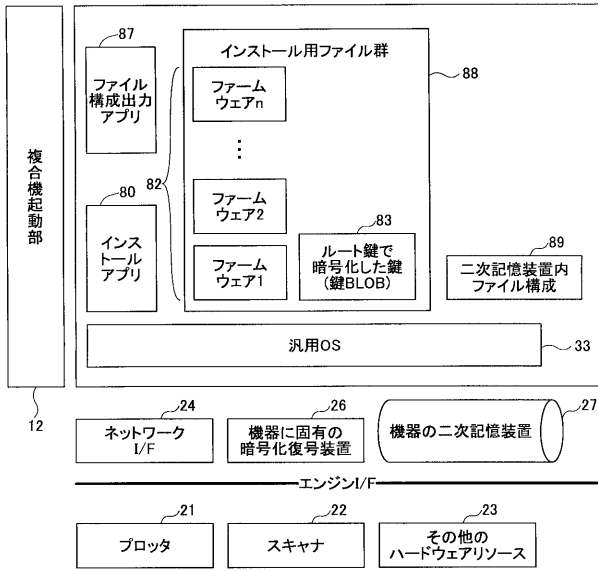 複合機起動部
12
87
ファイル
構成出力
アプリ
80
インス
トール
アプリ
82
インストール用ファイル群
88
ファーム
ウェアn
⋮
ファーム
ウェア2
ファーム
ウェア1
83
ルート鍵で
暗号化した鍵
(鍵BLOB)
89
二次記憶装置内
ファイル構成
汎用OS
33
24
ネットワーク
I/F
26
機器に固有の
暗号化復号装置
27
機器の二次記憶装置
エンジンI/F
21
プロッタ
22
スキャナ
23
その他の
ハードウェアリソース